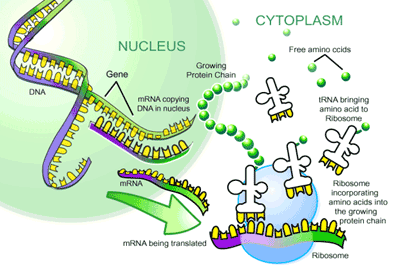 CYTOPLASM
NUCLEUS
Free amino ccids
Growing
Protein Chain
Gene
DNA
mRNA copying
DNA in nucleus
tRNA bringing
amino acid to
Ribosome
mRNA
Ribosome
incorporating
amino acids into
the growing
protein chain
mRNA being translated
Ribosome